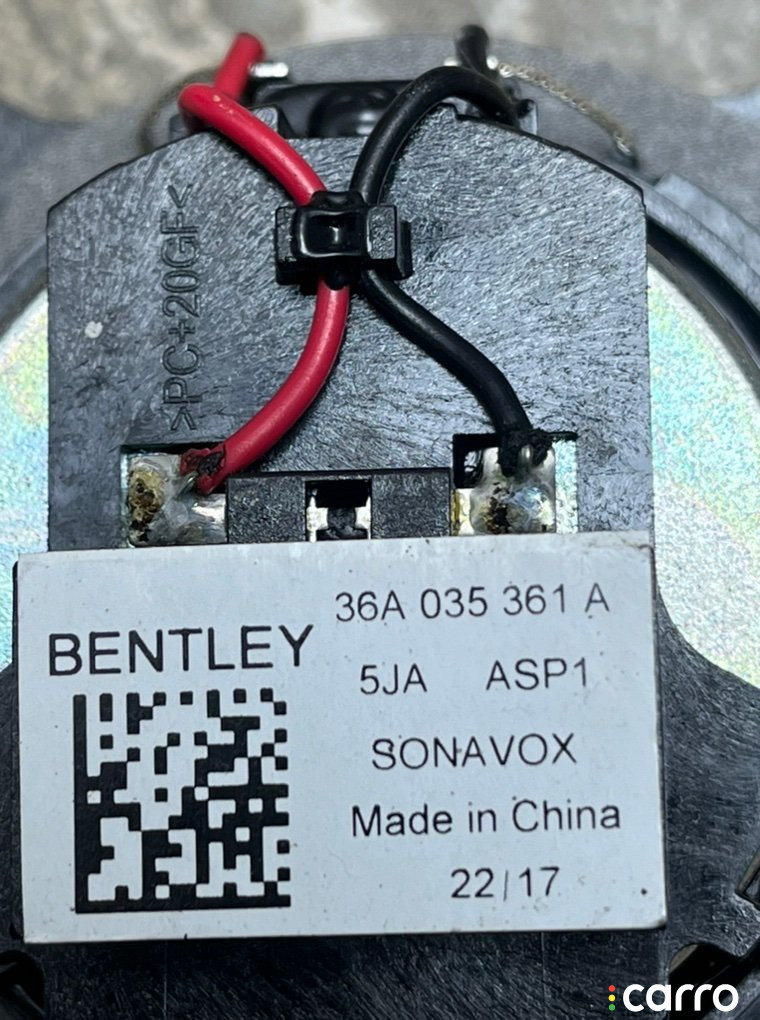 >PC+20GF<
36A 035 361 A
BENTLEY
5JA ASP1
SONAVOX
Made in China
22/17
carro